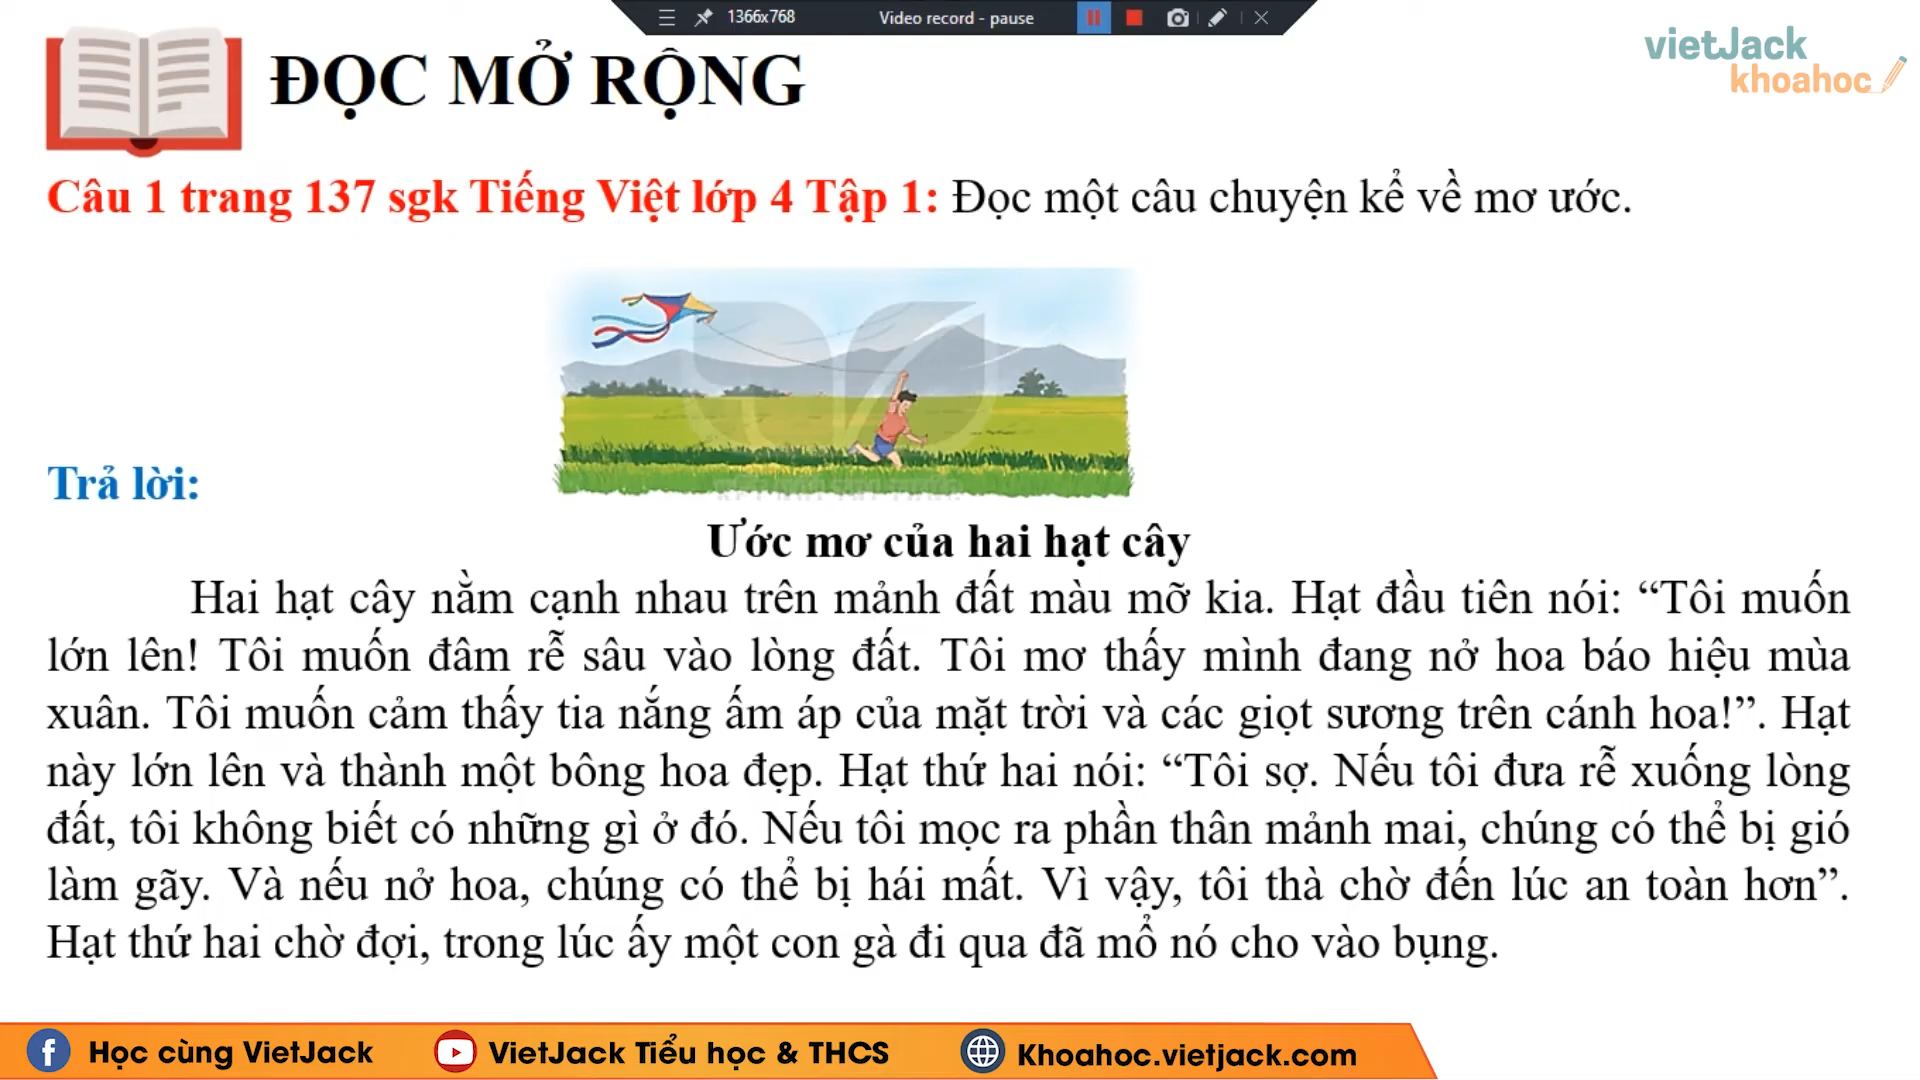 1366x768 Video record - pause
vietJack
khoahoc
ĐỌC MỞ RỘNG
Câu 1 trang 137 sgk Tiếng Việt lớp 4 Tập 1: Đọc một câu chuyện kể về mơ ước.
Trả lời:
Ước mơ của hai hạt cây
Hai hạt cây nằm cạnh nhau trên mảnh đất màu mỡ kia. Hạt đầu tiên nói: “Tôi muốn
lớn lên! Tôi muốn đâm rễ sâu vào lòng đất. Tôi mơ thấy mình đang nở hoa báo hiệu mùa
xuân. Tôi muốn cảm thấy tia nắng ấm áp của mặt trời và các giọt sương trên cánh hoa!”. Hạt
này lớn lên và thành một bông hoa đẹp. Hạt thứ hai nói: “Tôi sợ. Nếu tôi đưa rễ xuống lòng
đất, tôi không biết có những gì ở đó. Nếu tôi mọc ra phần thân mảnh mai, chúng có thể bị gió
làm gãy. Và nếu nở hoa, chúng có thể bị hái mất. Vì vậy, tôi thà chờ đến lúc an toàn hơn”.
Hạt thứ hai chờ đợi, trong lúc ấy một con gà đi qua đã mổ nó cho vào bụng.
Học cùng VietJack VietJack Tiểu học & THCS Khoahoc.vietjack.com